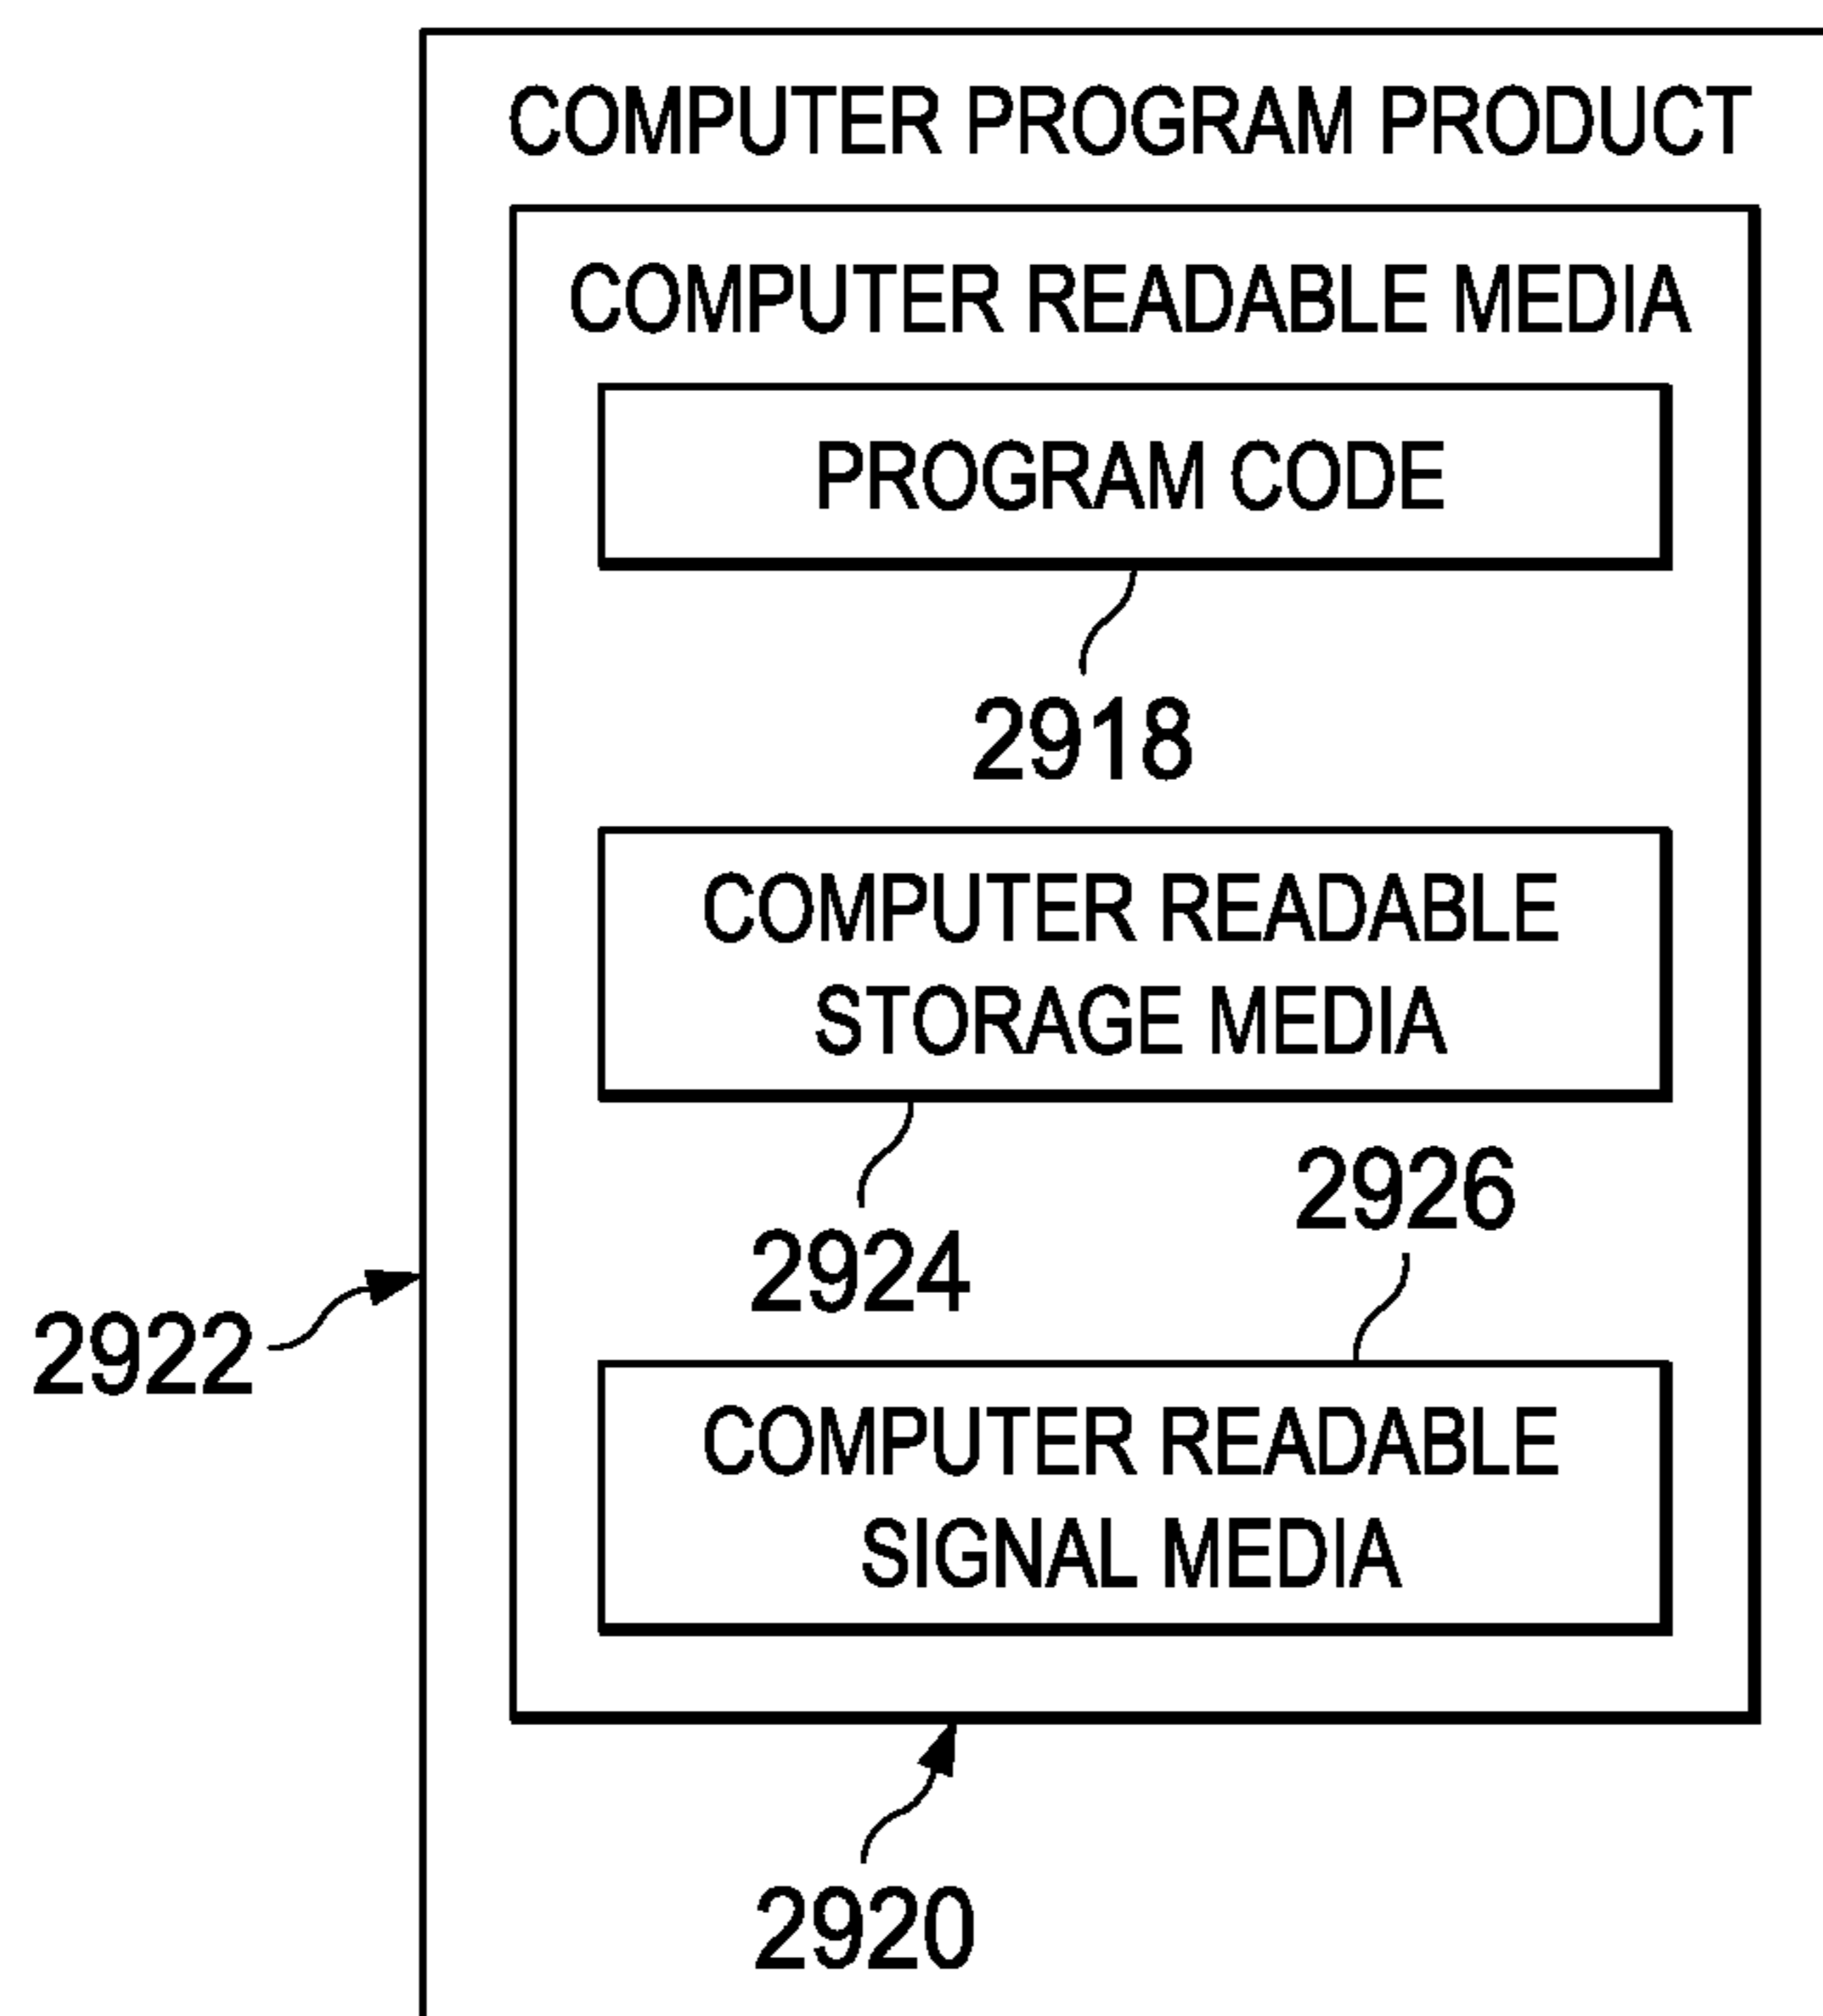 COMPUTER PROGRAM PRODUCT
COMPUTER READABLE MEDIA
PROGRAM CODE
2918
COMPUTER READABLE
STORAGE MEDIA
2924
2926
2922
COMPUTER READABLE
SIGNAL MEDIA
2920